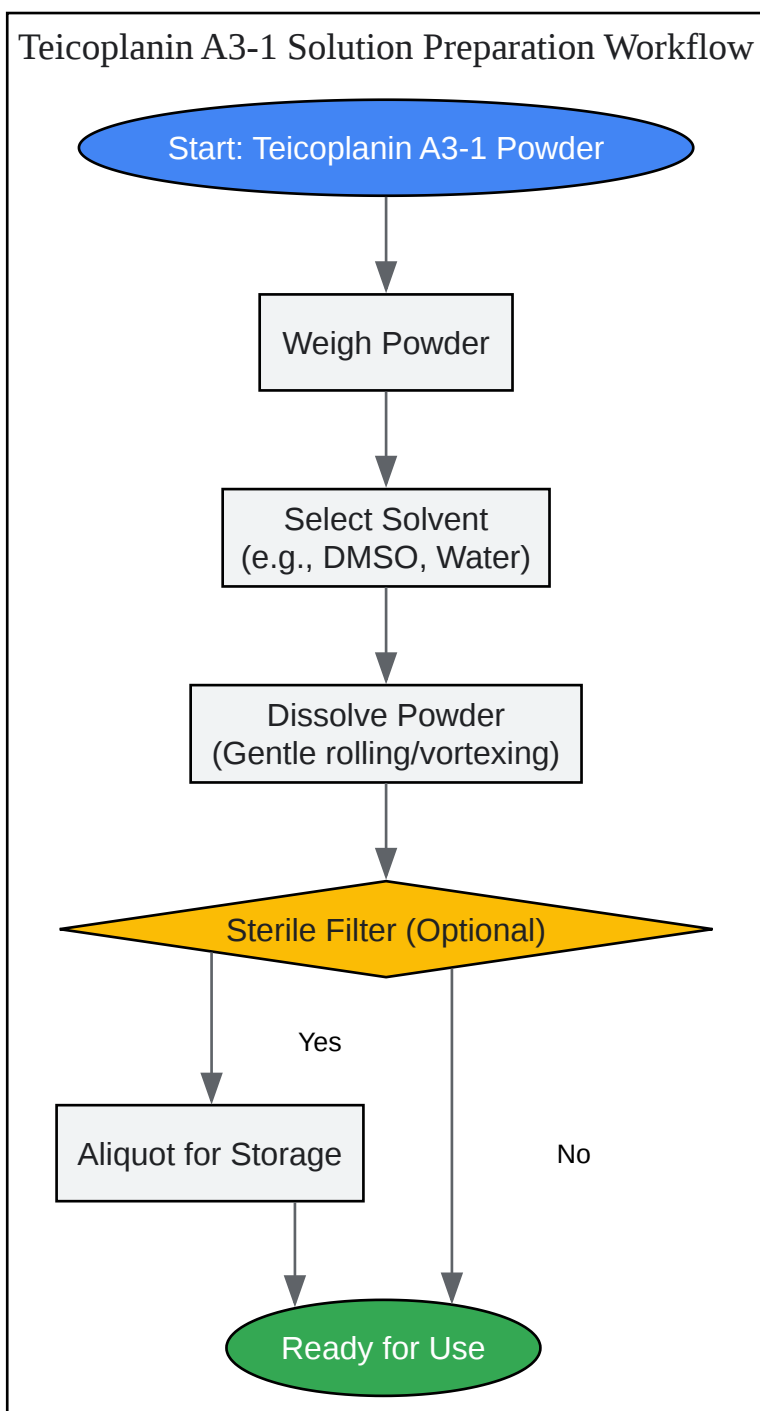 Teicoplanin A3-1 Solution Preparation Workflow
Start: Teicoplanin A3-1 Powder
Weigh Powder
Select Solvent
(e.g., DMSO, Water)
Dissolve Powder
(Gentle rolling/vortexing)
Sterile Filter (Optional)
Yes
Aliquot for Storage
No
Ready for Use